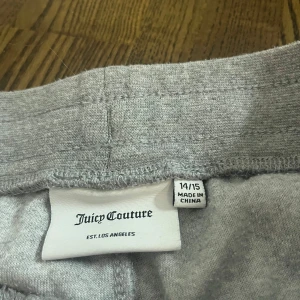 Juicy Couture
EST. LOS ANGELES
14/15
MADE IN
CHINA